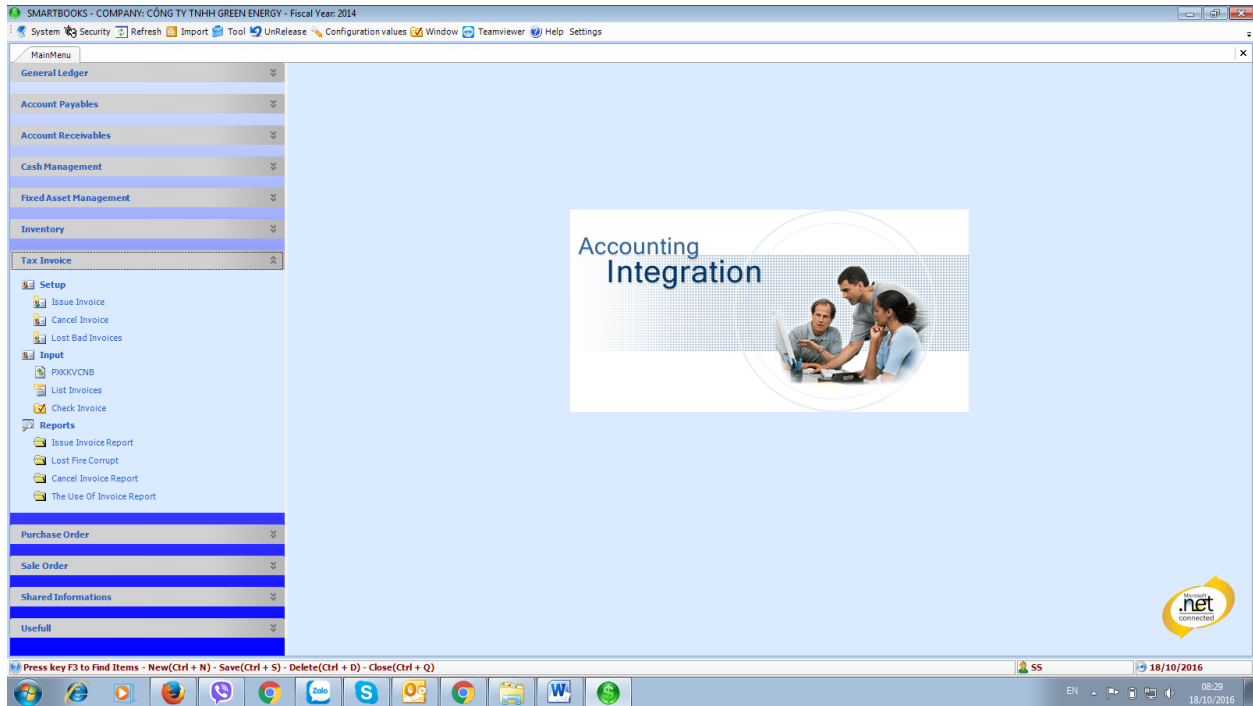 SMARTBOOKS - COMPANY: CÔNG TY TNHH GREEN ENERGY - Fiscal Year: 2014
System Security Refresh Import Tool UnRelease Configuration values Window Teamviewer Help Settings
MainMenu
General Ledger
Account Payables
Account Receivables
Cash Management
Fixed Asset Management
Inventory
Tax Invoice
Setup
Issue Invoice
Cancel Invoice
Lost Bad Invoices
Input
PXKKVCNB
List Invoices
Check Invoice
Reports
Issue Invoice Report
Lost Fire Corrupt
Cancel Invoice Report
The Use Of Invoice Report
Purchase Order
Sale Order
Shared Informations
Usefull
Accounting
Integration
Microsoft
.net
connected
Press key F3 to Find Items - New(Ctrl + N) - Save(Ctrl + S) - Delete(Ctrl + D) - Close(Ctrl + Q)
SS
18/10/2016
Zalo
EN
08:29
18/10/2016